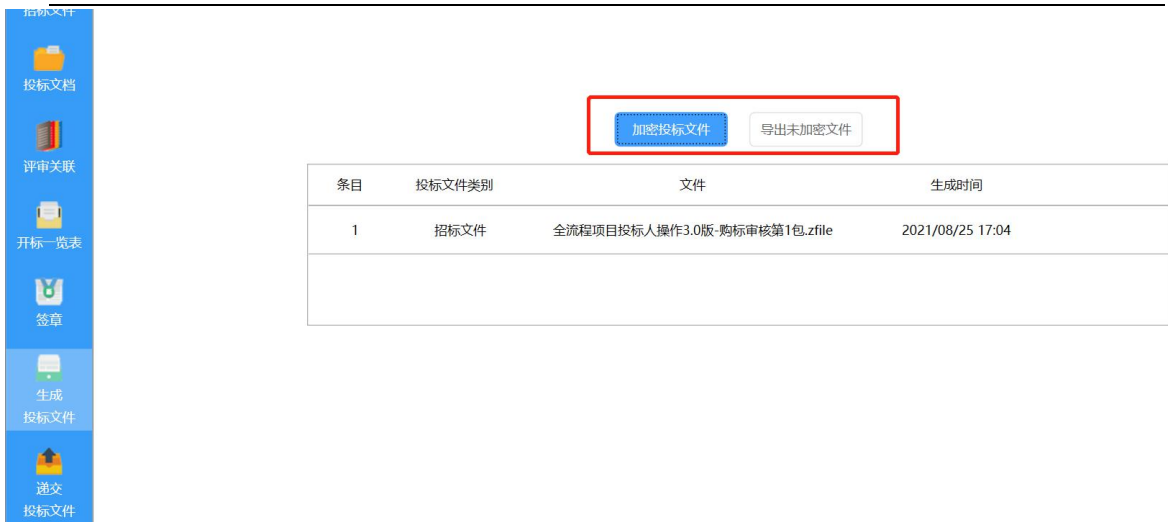 招标文件
投标文档
评审关联
开标一览表
签章
生成
投标文件
递交
投标文件
加密投标文件 导出未加密文件
条目 投标文件类别 文件 生成时间
1 招标文件 全流程项目投标人操作3.0版-购标审核第1包.zfile 2021/08/25 17:04